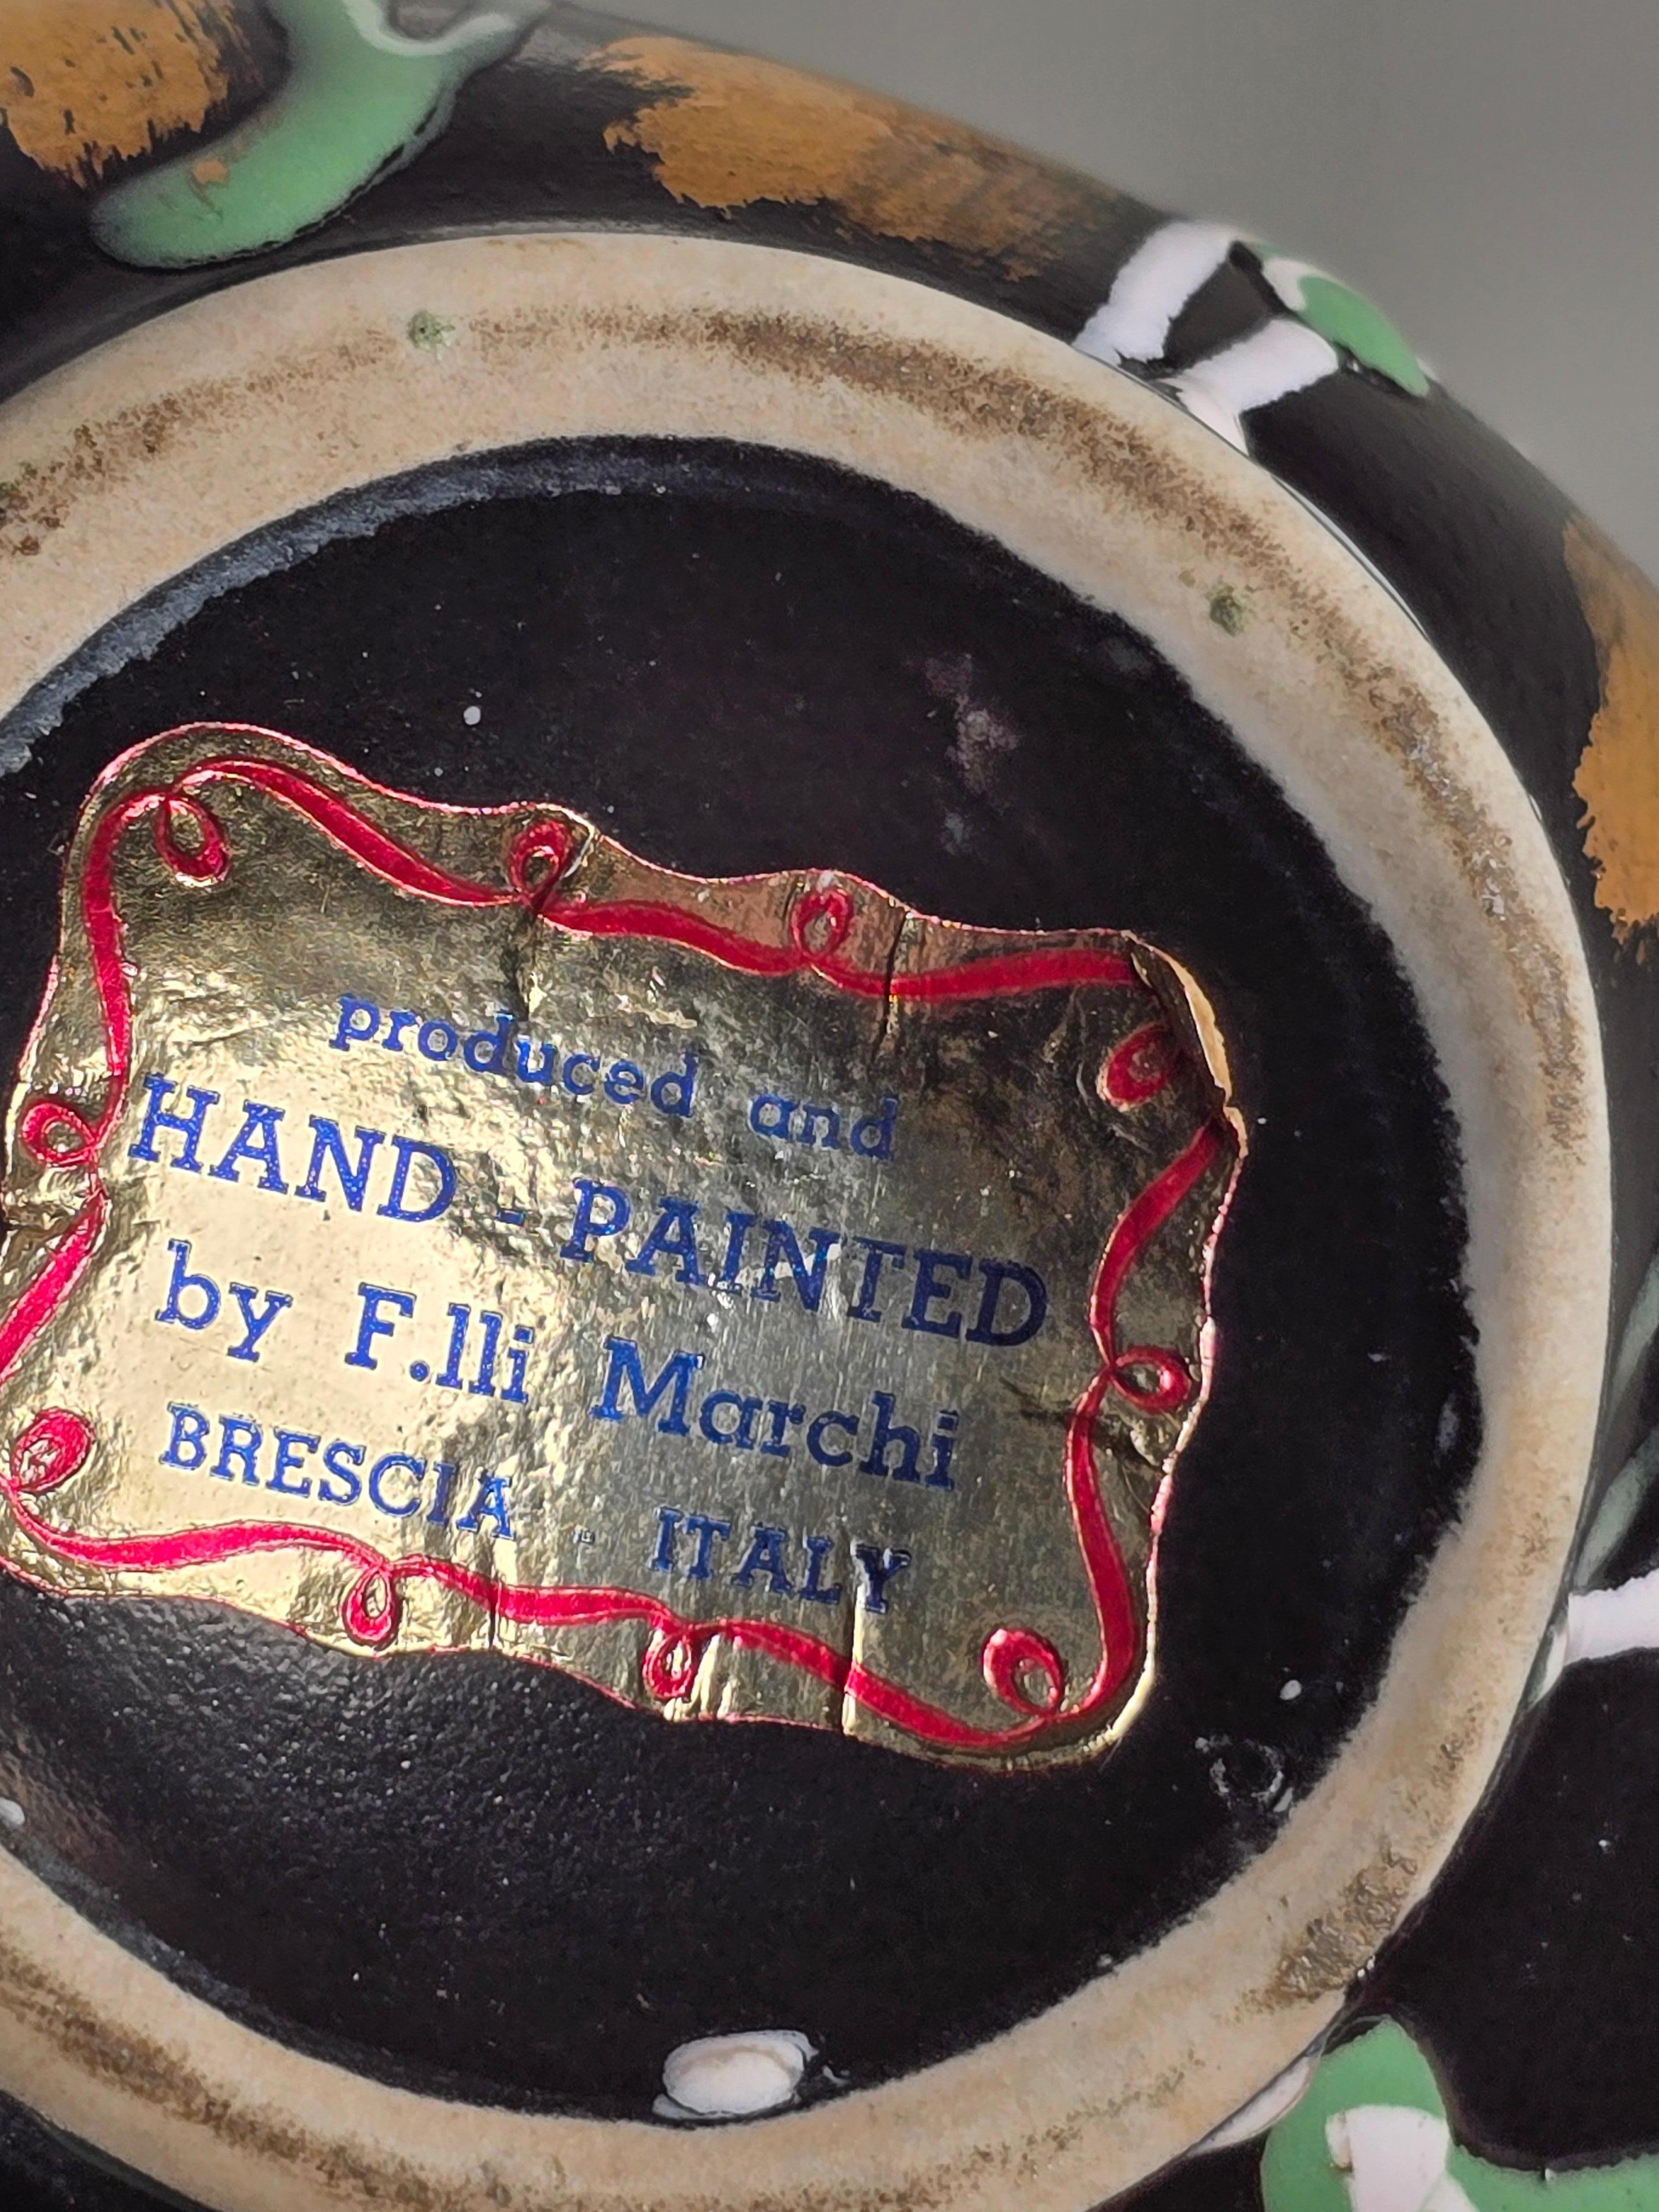 produced and
HAND - PAINTED
by F.lli Marchi
BRESCIA - ITALY